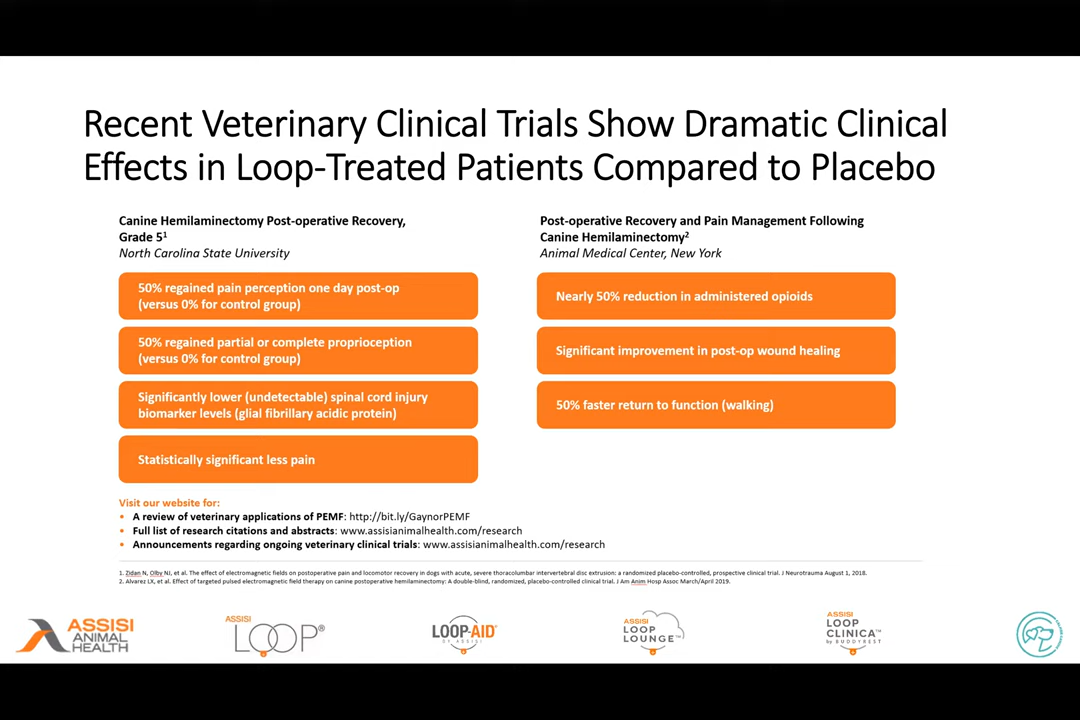 Recent Veterinary Clinical Trials Show Dramatic Clinical
Effects in Loop-Treated Patients Compared to Placebo
Canine Hemilaminectomy Post-operative Recovery,
Grade 5¹
North Carolina State University
50% regained pain perception one day post-op
(versus 0% for control group)
50% regained partial or complete proprioception
(versus 0% for control group)
Significantly lower (undetectable) spinal cord injury
biomarker levels (glial fibrillary acidic protein)
Statistically significant less pain
Post-operative Recovery and Pain Management Following
Canine Hemilaminectomy²
Animal Medical Center, New York
Nearly 50% reduction in administered opioids
Significant improvement in post-op wound healing
50% faster return to function (walking)
Visit our website for:
• A review of veterinary applications of PEMF: http://bit.ly/GaynorPEMF
• Full list of research citations and abstracts: www.assisianimalhealth.com/research
• Announcements regarding ongoing veterinary clinical trials: www.assisianimalhealth.com/research
1. Zidan N, Olby NJ, et al. The effect of electromagnetic fields on postoperative pain and locomotor recovery in dogs with acute, severe thoracolumbar intervertebral disc extrusion: a randomized placebo-controlled, prospective clinical trial. J Neurotrauma August 1, 2018.
2. Alvarez LX, et al. Effect of targeted pulsed electromagnetic field therapy on canine postoperative hemilaminectomy: A double-blind, randomized, placebo-controlled clinical trial. J Am Anim Hosp Assoc March/April 2019.
ASSISI
ANIMAL
HEALTH
ASSISI
LOOP®
LOOP-AID®
BY ASSISI
ASSISI
LOOP
LOUNGE™
ASSISI
LOOP
CLINICA™
by BUDDYREST